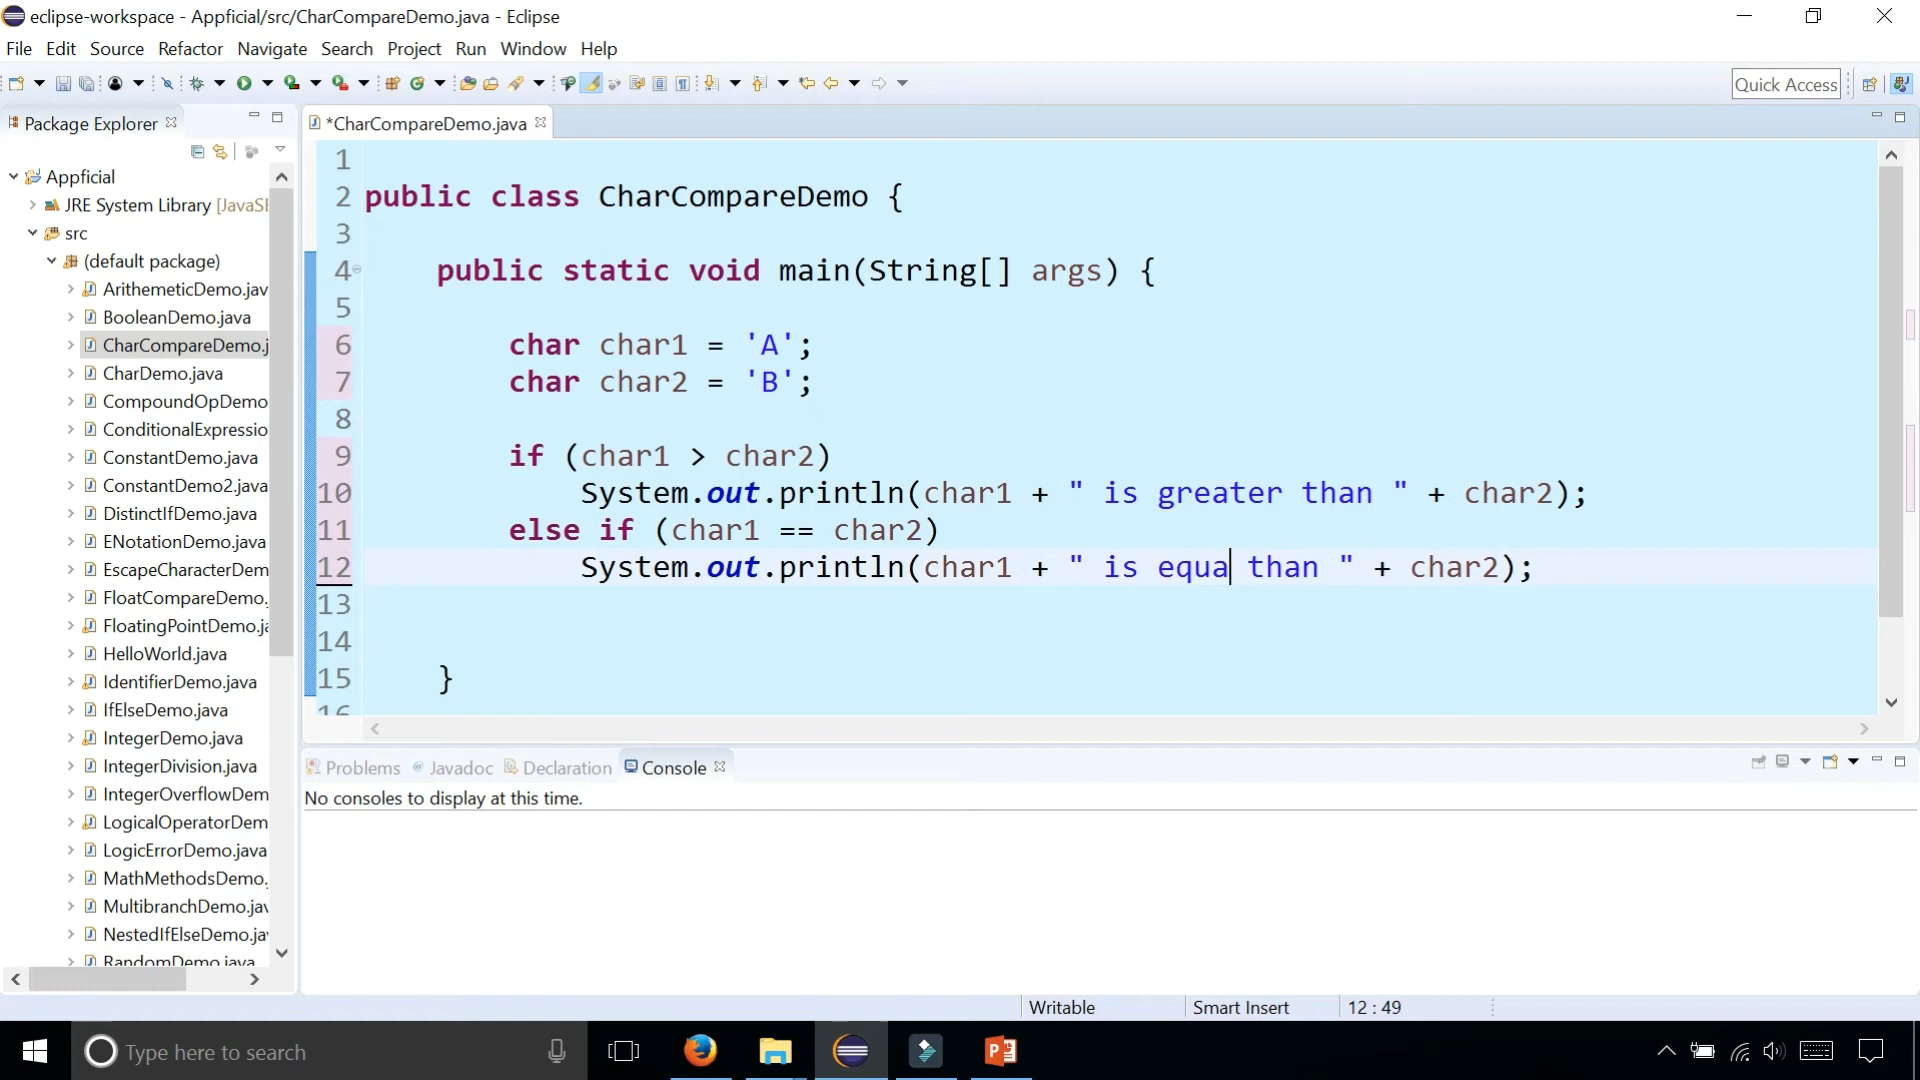 eclipse-workspace - Appficial/src/CharCompareDemo.java - Eclipse
File Edit Source Refactor Navigate Search Project Run Window Help
Quick Access
Package Explorer
*CharCompareDemo.java
Appficial
JRE System Library [JavaSE
src
(default package)
ArithemeticDemo.jav
BooleanDemo.java
CharCompareDemo.j
CharDemo.java
CompoundOpDemo
ConditionalExpressio
ConstantDemo.java
ConstantDemo2.java
DistinctIfDemo.java
ENotationDemo.java
EscapeCharacterDem
FloatCompareDemo.
FloatingPointDemo.ja
HelloWorld.java
IdentifierDemo.java
IfElseDemo.java
IntegerDemo.java
IntegerDivision.java
IntegerOverflowDem
LogicalOperatorDem
LogicErrorDemo.java
MathMethodsDemo.
MultibranchDemo.jav
NestedIfElseDemo.jav
RandomDemo.java
1
2 public class CharCompareDemo {
3
4 public static void main(String[] args) {
5
6 char char1 = 'A';
7 char char2 = 'B';
8
9 if (char1 > char2)
10 System.out.println(char1 + " is greater than " + char2);
11 else if (char1 == char2)
12 System.out.println(char1 + " is equa than " + char2);
13
14
15 }
16
Problems Javadoc Declaration Console
No consoles to display at this time.
Writable Smart Insert 12 : 49
Type here to search